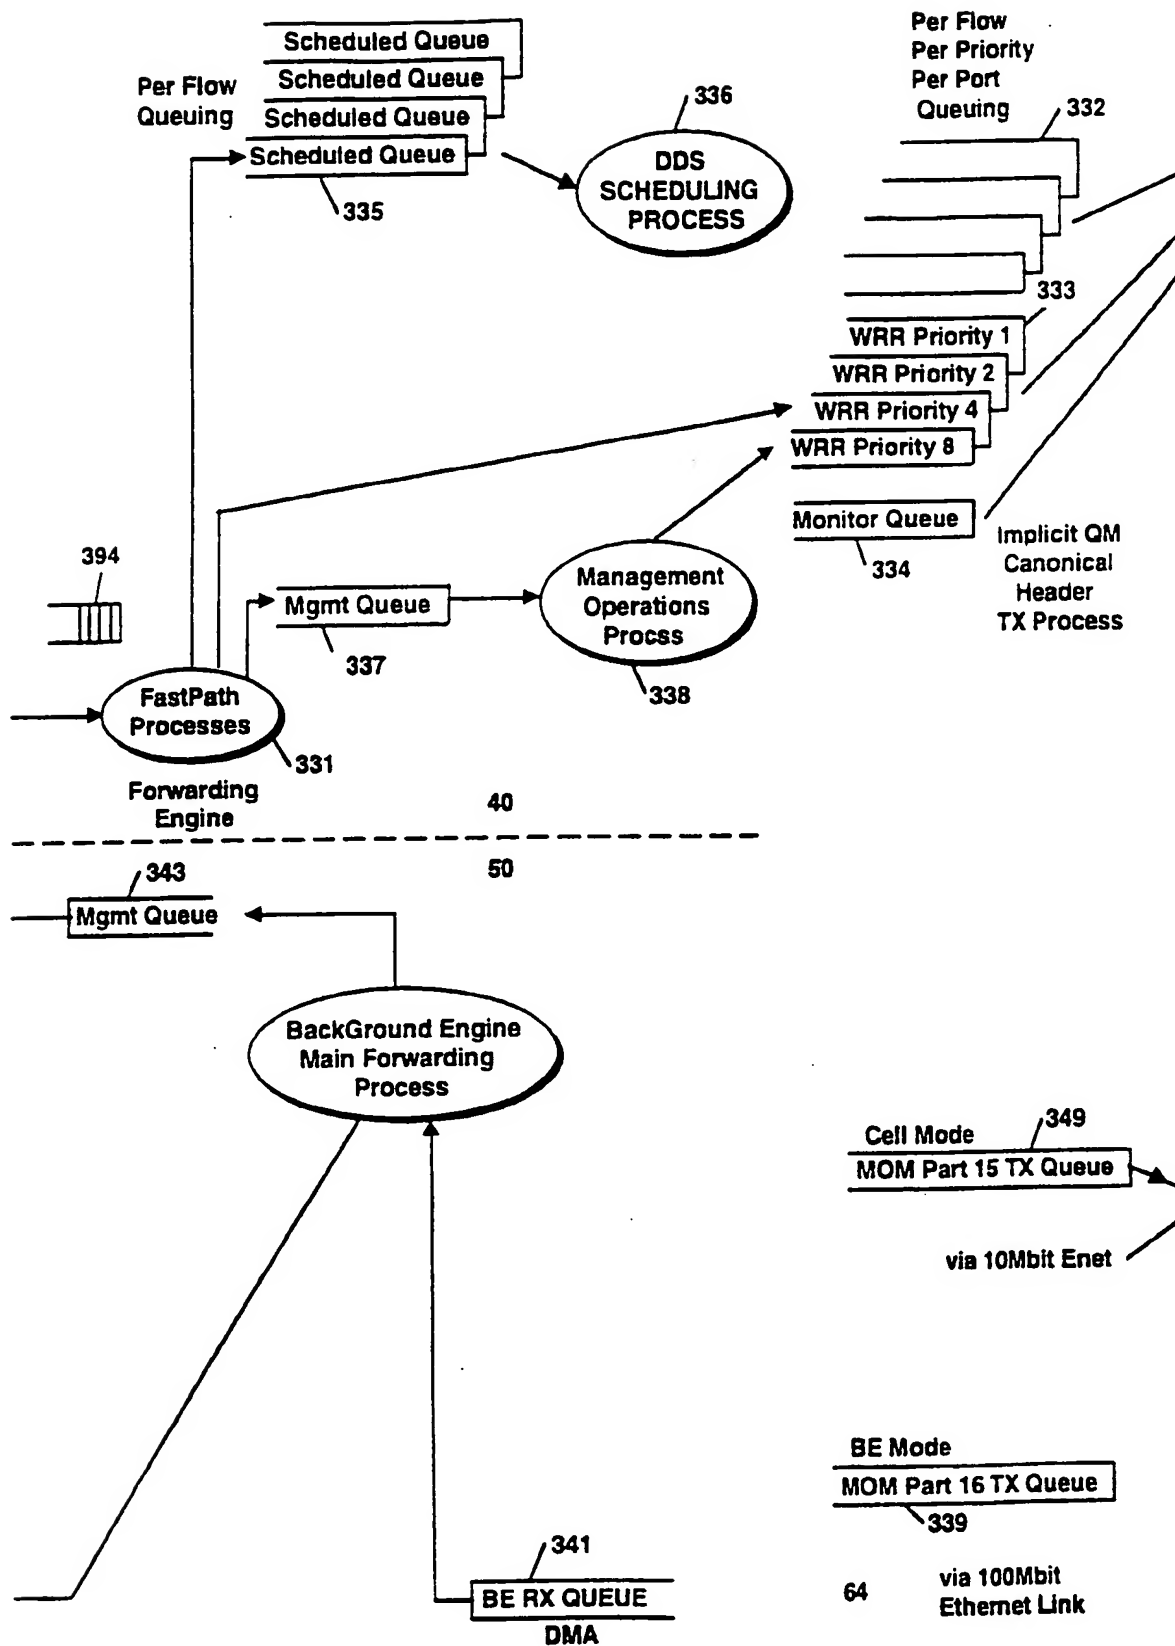 Scheduled Queue
Scheduled Queue
Scheduled Queue
Scheduled Queue
Per Flow
Queuing
335
336
DDS
SCHEDULING
PROCESS
Per Flow
Per Priority
Per Port
Queuing
332
333
WRR Priority 1
WRR Priority 2
WRR Priority 4
WRR Priority 8
Monitor Queue
334
Implicit QM
Canonical
Header
TX Process
394
Mgmt Queue
337
Management
Operations
Procss
338
FastPath
Processes
331
Forwarding
Engine
40
50
343
Mgmt Queue
BackGround Engine
Main Forwarding
Process
Cell Mode
349
MOM Part 15 TX Queue
via 10Mbit Enet
BE Mode
MOM Part 16 TX Queue
339
341
BE RX QUEUE
DMA
64
via 100Mbit
Ethernet Link